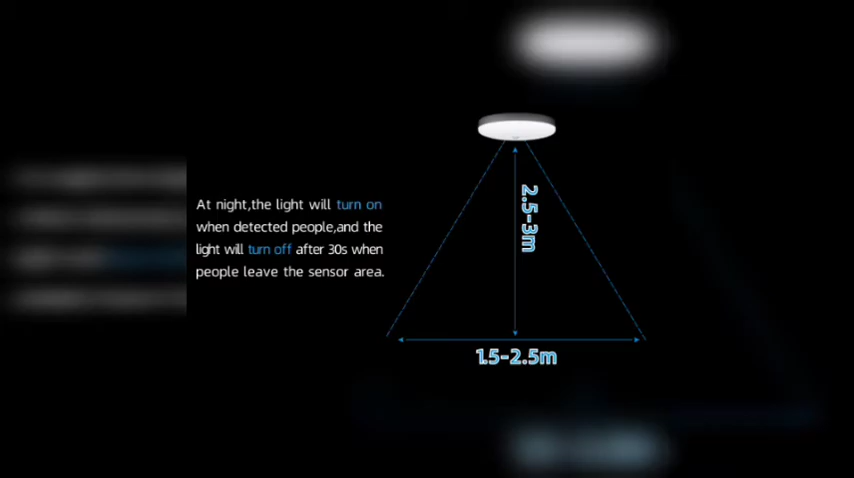 At night,the light will turn on
when detected people,and the
light will turn off after 30s when
people leave the sensor area.
2.5-3m
1.5-2.5m